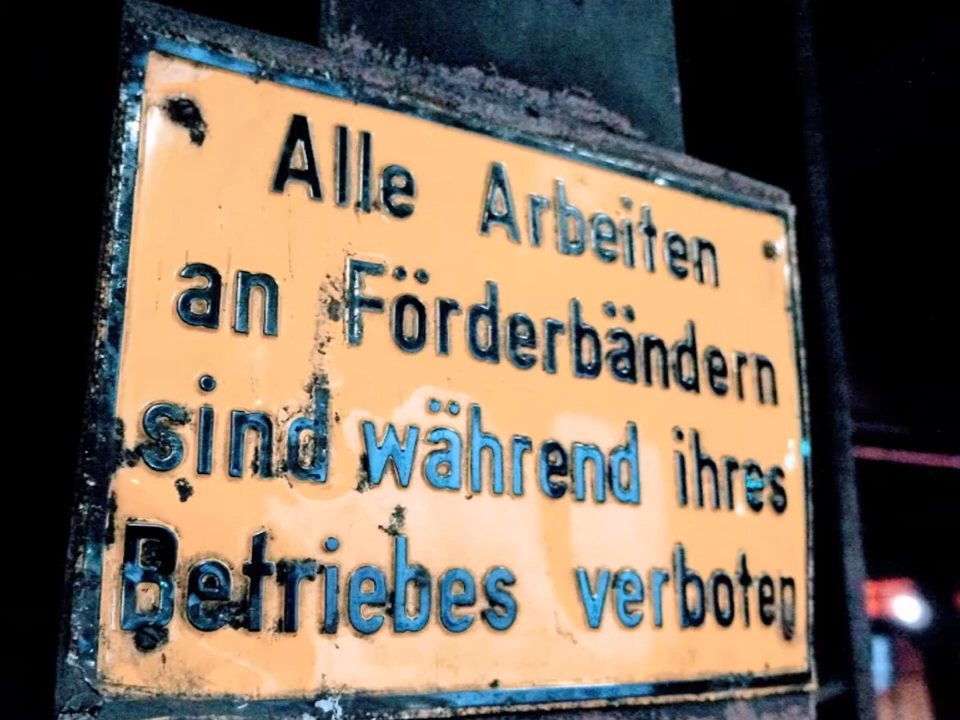 Alle Arbeiten
an Förderbändern
sind während ihres
Betriebes verboten